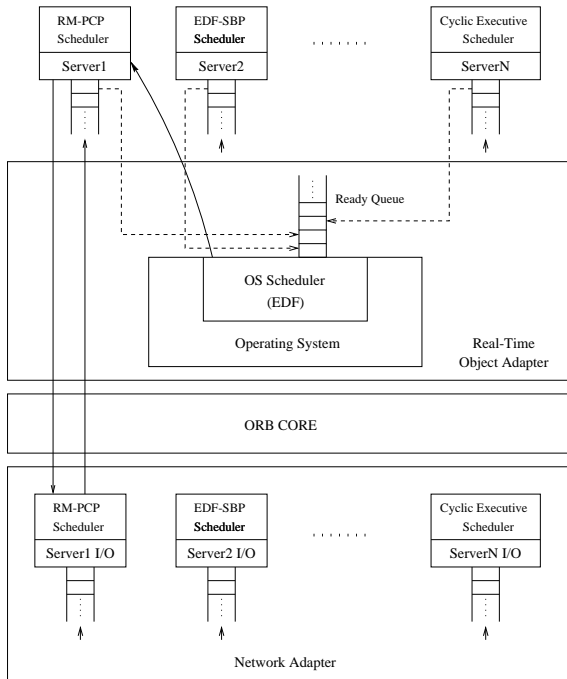 RM-PCP
Scheduler
Server1
EDF-SBP
Scheduler
Server2
Cyclic Executive
Scheduler
ServerN
Ready Queue
OS Scheduler
(EDF)
Operating System
Real-Time
Object Adapter
ORB CORE
RM-PCP
Scheduler
Server1 I/O
EDF-SBP
Scheduler
Server2 I/O
Cyclic Executive
Scheduler
ServerN I/O
Network Adapter